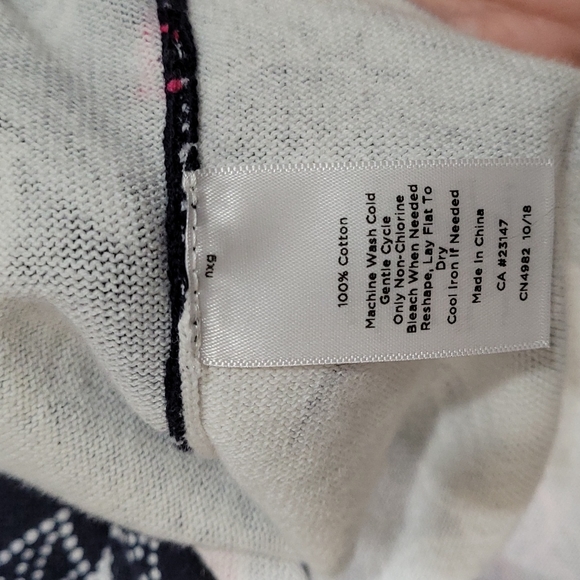 nxg
100% Cotton
Machine Wash Cold
Gentle Cycle
Only Non-Chlorine
Bleach When Needed
Reshape, Lay Flat To
Dry
Cool Iron If Needed
Made In China
CA #23147
CN4982 10/18